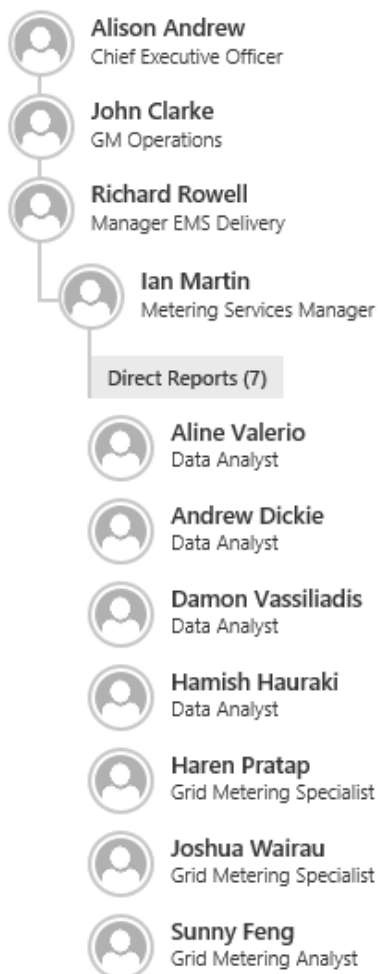 Alison Andrew
Chief Executive Officer
John Clarke
GM Operations
Richard Rowell
Manager EMS Delivery
Ian Martin
Metering Services Manager
Direct Reports (7)
Aline Valerio
Data Analyst
Andrew Dickie
Data Analyst
Damon Vassiliadis
Data Analyst
Hamish Hauraki
Data Analyst
Haren Pratap
Grid Metering Specialist
Joshua Wairau
Grid Metering Specialist
Sunny Feng
Grid Metering Analyst